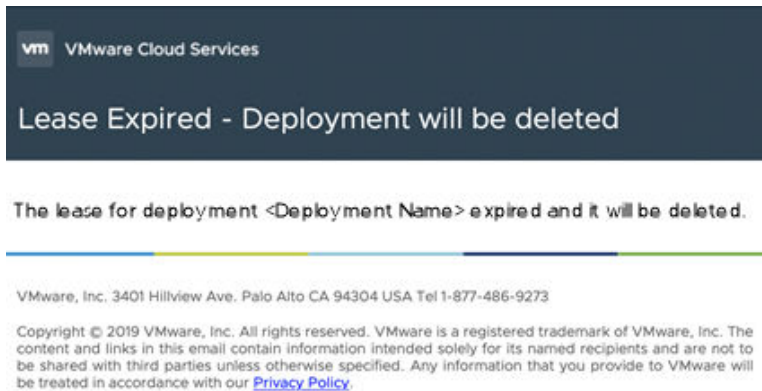 vm VMware Cloud Services
Lease Expired - Deployment will be deleted
The lease for deployment <Deployment Name> expired and it will be deleted.
VMware, Inc. 3401 Hillview Ave. Palo Alto CA 94304 USA Tel 1-877-486-9273
Copyright © 2019 VMware, Inc. All rights reserved. VMware is a registered trademark of VMware, Inc. The
content and links in this email contain information intended solely for its named recipients and are not to
be shared with third parties unless otherwise specified. Any information that you provide to VMware will
be treated in accordance with our Privacy Policy.